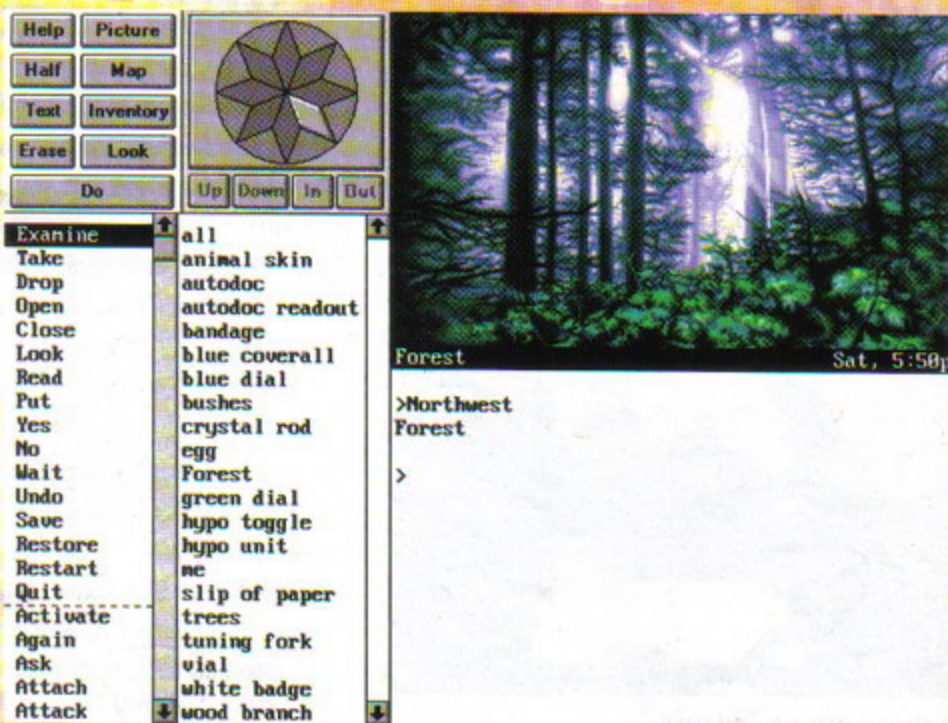 Help Picture
Half Map
Text Inventory
Erase Look
Do
Up Down In Out
Examine
Take
Drop
Open
Close
Look
Read
Put
Yes
No
Wait
Undo
Save
Restore
Restart
Quit
Activate
Again
Ask
Attach
Attack
all
animal skin
autodoc
autodoc readout
bandage
blue coverall
blue dial
bushes
crystal rod
egg
Forest
green dial
hypo toggle
hypo unit
me
slip of paper
trees
tuning fork
vial
white badge
wood branch
Forest Sat, 5:50p
>Northwest
Forest
>